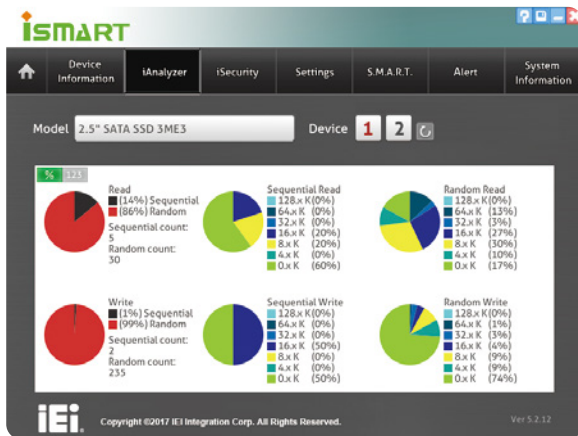 iSMART
Device Information
iAnalyzer
iSecurity
Settings
S.M.A.R.T.
Alert
System Information
Model 2.5" SATA SSD 3ME3 Device 1 2
% 123
Read
(14%) Sequential
(86%) Random
Sequential count:
5
Random count:
30
Sequential Read
128.x K(0%)
64.x K (0%)
32.x K (0%)
16.x K (20%)
8.x K (20%)
4.x K (0%)
0.x K (60%)
Random Read
128.x K(0%)
64.x K (13%)
32.x K (3%)
16.x K (27%)
8.x K (30%)
4.x K (10%)
0.x K (17%)
Write
(1%) Sequential
(99%) Random
Sequential count:
2
Random count:
235
Sequential Write
128.x K(0%)
64.x K (0%)
32.x K (0%)
16.x K (50%)
8.x K (0%)
4.x K (0%)
0.x K (50%)
Random Write
128.x K(0%)
64.x K (1%)
32.x K (3%)
16.x K (4%)
8.x K (9%)
4.x K (9%)
0.x K (74%)
iEi. Copyright ©2017 IEI Integration Corp. All Rights Reserved. Ver 5.2.12